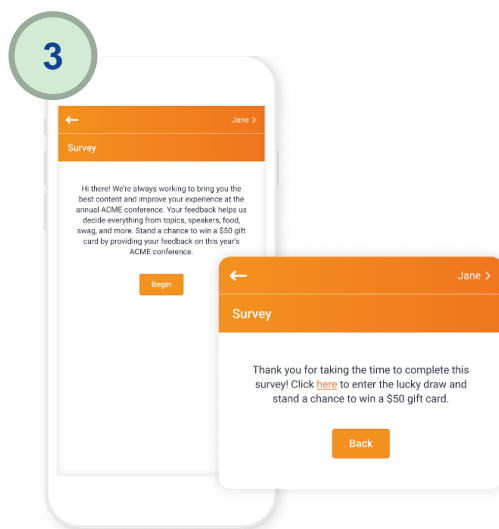 3
Jane >
Survey
Hi there! We're always working to bring you the
best content and improve your experience at the
annual ACME conference. Your feedback helps us
decide everything from topics, speakers, food,
swag, and more. Stand a chance to win a $50 gift
card by providing your feedback on this year's
ACME conference.
Begin
Jane >
Survey
Thank you for taking the time to complete this
survey! Click here to enter the lucky draw and
stand a chance to win a $50 gift card.
Back